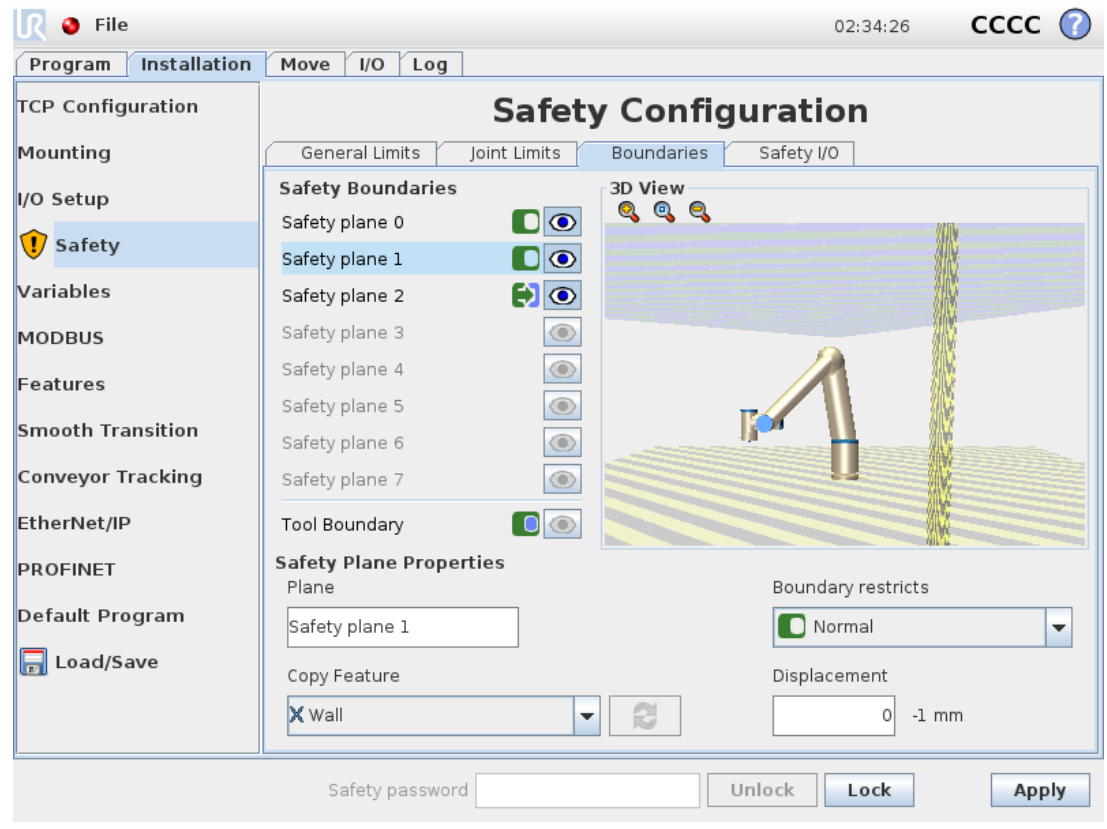 UR File 02:34:26 CCCC ?
Program Installation Move I/O Log
TCP Configuration
Mounting
I/O Setup
Safety
Variables
MODBUS
Features
Smooth Transition
Conveyor Tracking
EtherNet/IP
PROFINET
Default Program
Load/Save
Safety Configuration
General Limits Joint Limits Boundaries Safety I/O
Safety Boundaries
Safety plane 0
Safety plane 1
Safety plane 2
Safety plane 3
Safety plane 4
Safety plane 5
Safety plane 6
Safety plane 7
Tool Boundary
3D View
Safety Plane Properties
Plane
Safety plane 1
Boundary restricts
Normal
Copy Feature
Wall
Displacement
0 -1 mm
Safety password Unlock Lock Apply